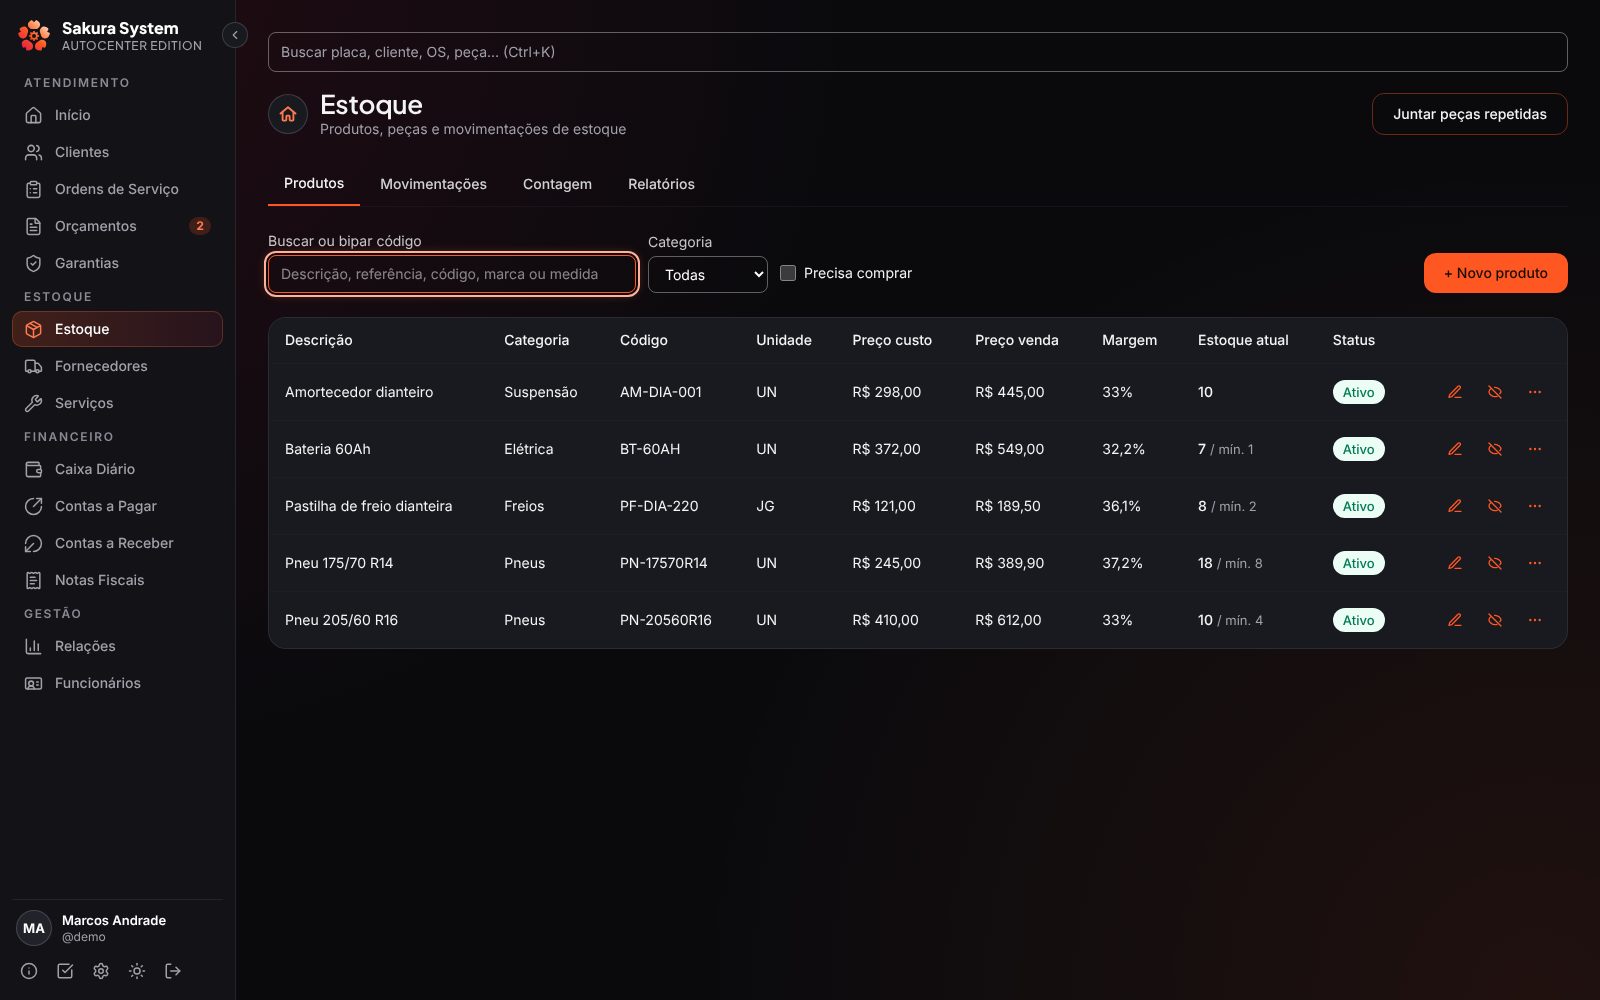 Sakura System
AUTOCENTER EDITION
ATENDIMENTO
Início
Clientes
Ordens de Serviço
Orçamentos 2
Garantias
ESTOQUE
Estoque
Fornecedores
Serviços
FINANCEIRO
Caixa Diário
Contas a Pagar
Contas a Receber
Notas Fiscais
GESTÃO
Relações
Funcionários
MA
Marcos Andrade
@demo
Buscar placa, cliente, OS, peça... (Ctrl+K)
Estoque
Produtos, peças e movimentações de estoque
Juntar peças repetidas
Produtos Movimentações Contagem Relatórios
Buscar ou bipar código
Descrição, referência, código, marca ou medida
Categoria
Todas
Precisa comprar
+ Novo produto
Descrição Categoria Código Unidade Preço custo Preço venda Margem Estoque atual Status
Amortecedor dianteiro Suspensão AM-DIA-001 UN R$ 298,00 R$ 445,00 33% 10 Ativo
Bateria 60Ah Elétrica BT-60AH UN R$ 372,00 R$ 549,00 32,2% 7 / mín. 1 Ativo
Pastilha de freio dianteira Freios PF-DIA-220 JG R$ 121,00 R$ 189,50 36,1% 8 / mín. 2 Ativo
Pneu 175/70 R14 Pneus PN-17570R14 UN R$ 245,00 R$ 389,90 37,2% 18 / mín. 8 Ativo
Pneu 205/60 R16 Pneus PN-20560R16 UN R$ 410,00 R$ 612,00 33% 10 / mín. 4 Ativo